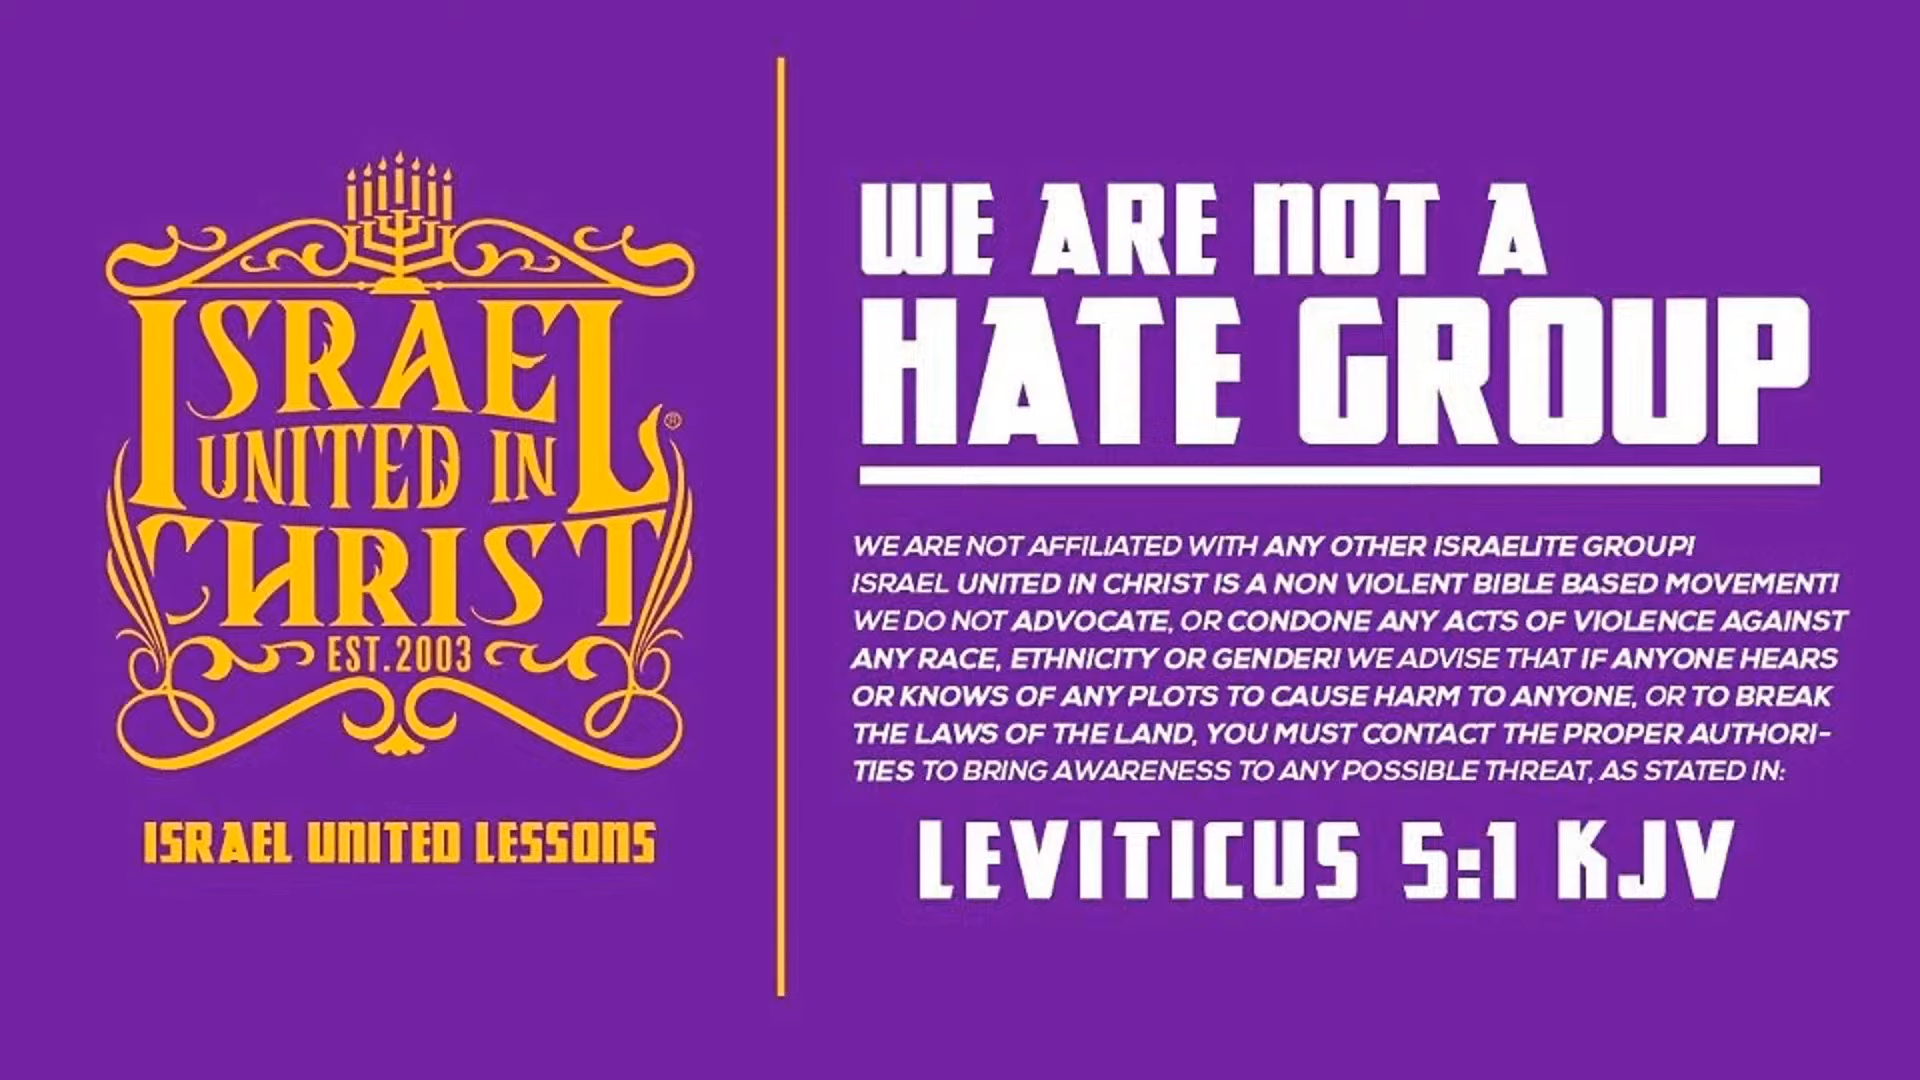 ISRAEL
UNITED IN
CHRIST
®
EST.2003
ISRAEL UNITED LESSONS
WE ARE NOT A
HATE GROUP
WE ARE NOT AFFILIATED WITH ANY OTHER ISRAELITE GROUP!
ISRAEL UNITED IN CHRIST IS A NON VIOLENT BIBLE BASED MOVEMENT!
WE DO NOT ADVOCATE, OR CONDONE ANY ACTS OF VIOLENCE AGAINST
ANY RACE, ETHNICITY OR GENDER! WE ADVISE THAT IF ANYONE HEARS
OR KNOWS OF ANY PLOTS TO CAUSE HARM TO ANYONE, OR TO BREAK
THE LAWS OF THE LAND, YOU MUST CONTACT THE PROPER AUTHORI-
TIES TO BRING AWARENESS TO ANY POSSIBLE THREAT, AS STATED IN:
LEVITICUS 5:1 KJV